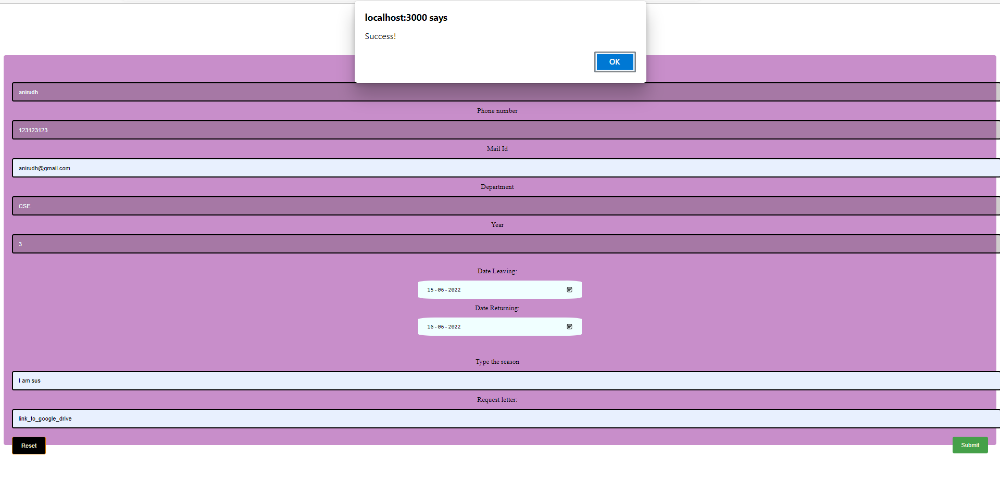 localhost:3000 says
Success!
OK
anirudh
Phone number
123123123
Mail Id
anirudh@gmail.com
Department
CSE
Year
3
Date Leaving:
15-06-2022
Date Returning:
16-06-2022
Type the reason
I am sus
Request letter:
link_to_google_drive
Reset
Submit